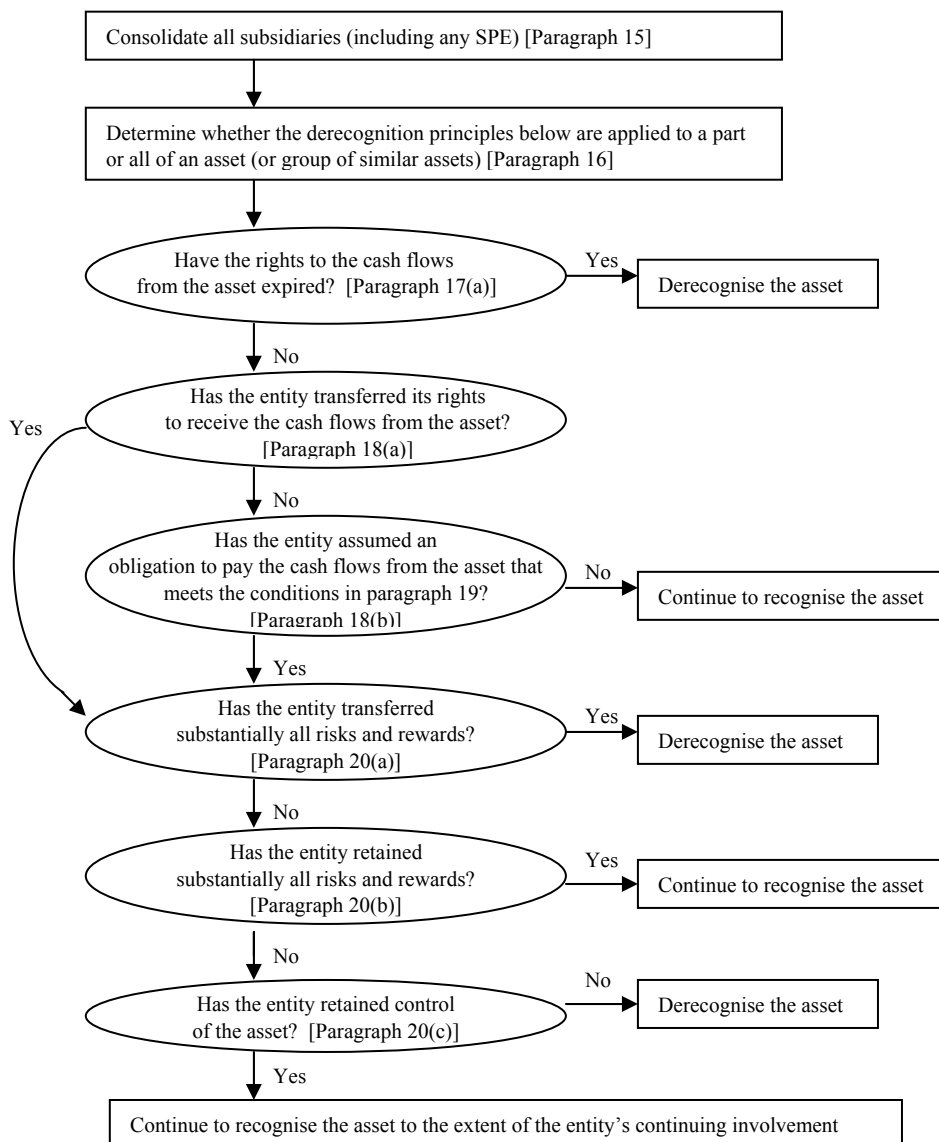 Consolidate all subsidiaries (including any SPE) [Paragraph 15]
Determine whether the derecognition principles below are applied to a part
or all of an asset (or group of similar assets) [Paragraph 16]
Have the rights to the cash flows
from the asset expired? [Paragraph 17(a)]
Yes
Derecognise the asset
No
Has the entity transferred its rights
to receive the cash flows from the asset?
[Paragraph 18(a)]
Yes
No
Has the entity assumed an
obligation to pay the cash flows from the asset that
meets the conditions in paragraph 19?
[Paragraph 18(b)]
No
Continue to recognise the asset
Yes
Has the entity transferred
substantially all risks and rewards?
[Paragraph 20(a)]
Yes
Derecognise the asset
No
Has the entity retained
substantially all risks and rewards?
[Paragraph 20(b)]
Yes
Continue to recognise the asset
No
Has the entity retained control
of the asset? [Paragraph 20(c)]
No
Derecognise the asset
Yes
Continue to recognise the asset to the extent of the entity’s continuing involvement